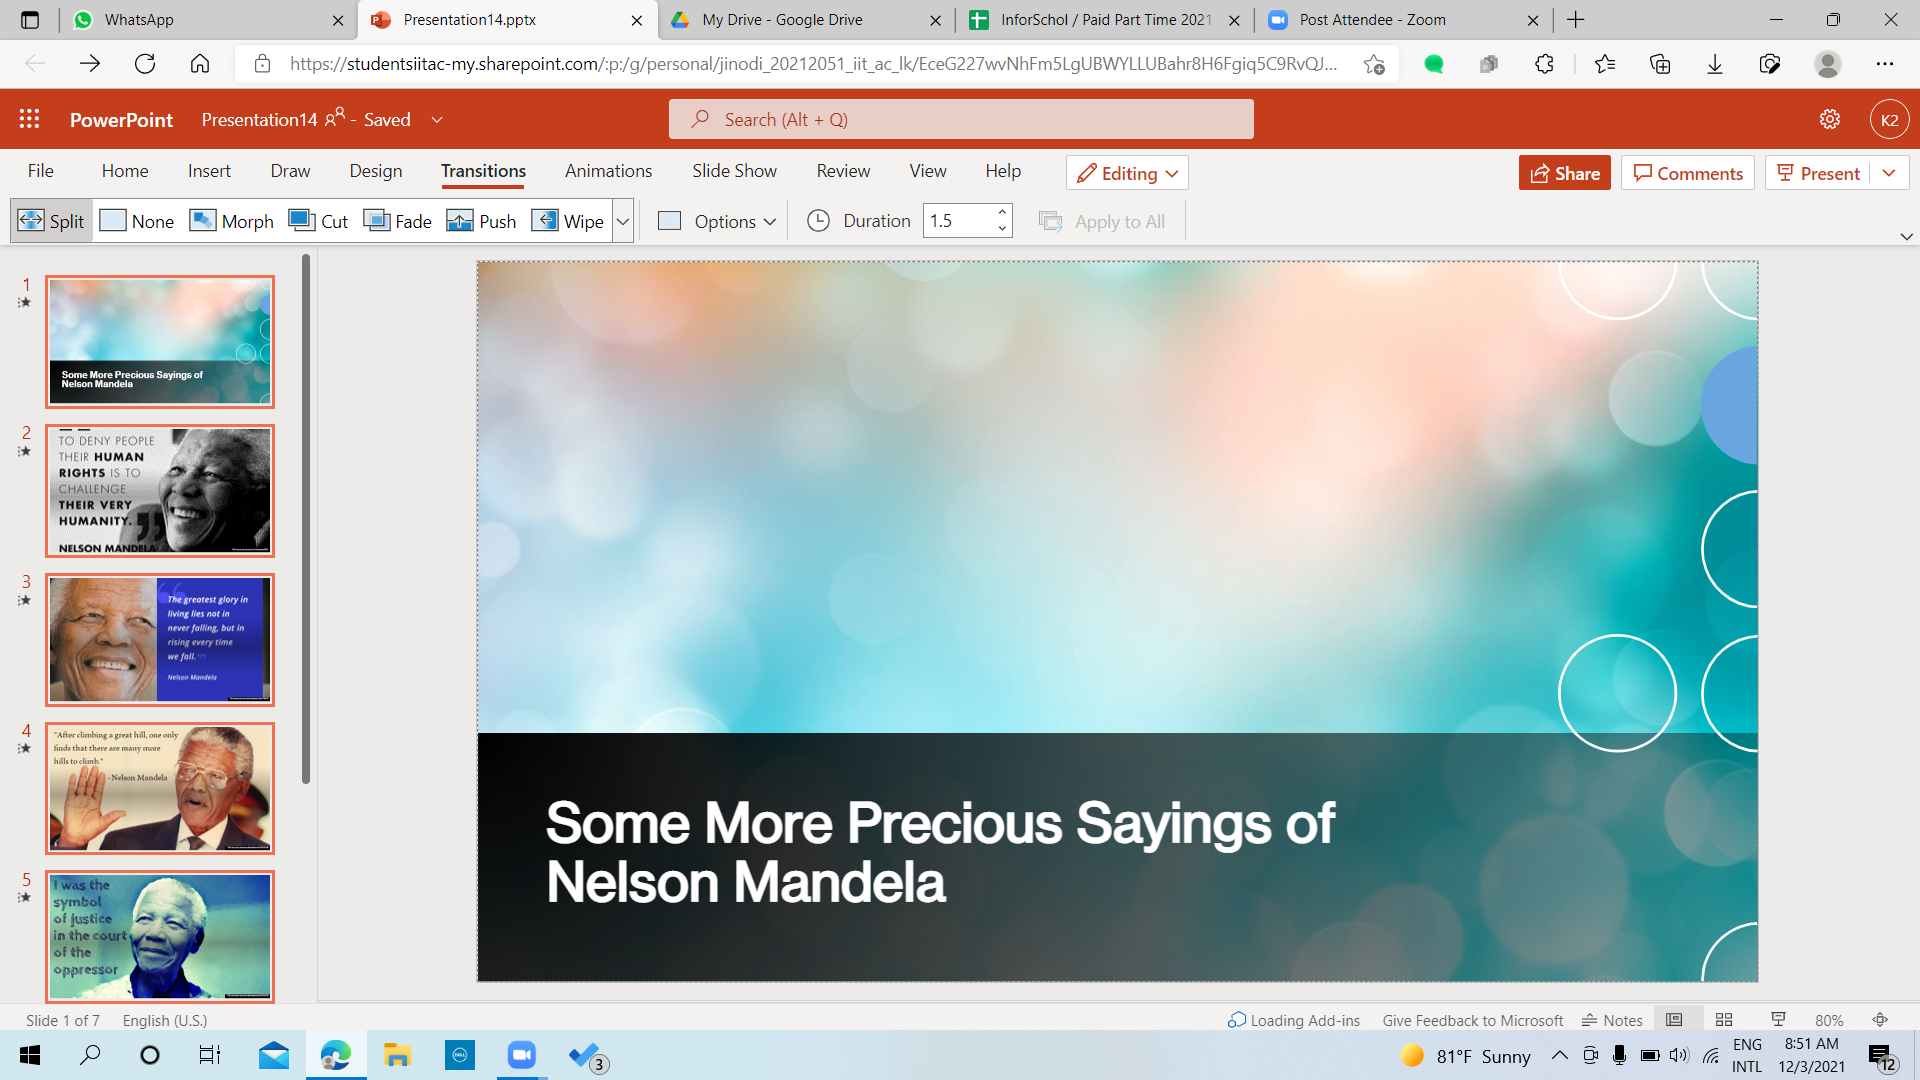 WhatsApp
Presentation14.pptx
My Drive - Google Drive
InforSchol / Paid Part Time 2021
Post Attendee - Zoom
https://studentsiitac-my.sharepoint.com/:p:/g/personal/jinodi_20212051_iit_ac_lk/EceG227wvNhFm5LgUBWYLLUBahr8H6Fgiq5C9RvQJ...
PowerPoint
Presentation14 - Saved
Search (Alt + Q)
K2
File Home Insert Draw Design Transitions Animations Slide Show Review View Help
Editing
Share
Comments
Present
Split None Morph Cut Fade Push Wipe
Options
Duration 1.5
Apply to All
1
Some More Precious Sayings of
Nelson Mandela
2
TO DENY PEOPLE
THEIR HUMAN
RIGHTS IS TO
CHALLENGE
THEIR VERY
HUMANITY.
NELSON MANDELA
3
The greatest glory in
living lies not in
never falling, but in
rising every time
we fall.
Nelson Mandela
4
"After climbing a great hill, one only
finds that there are many more
hills to climb."
-Nelson Mandela
5
I was the
symbol
of justice
in the court
of the
oppressor
Some More Precious Sayings of
Nelson Mandela
Slide 1 of 7
English (U.S.)
Loading Add-ins
Give Feedback to Microsoft
Notes
80%
DELL
3
81°F Sunny
ENG
INTL
8:51 AM
12/3/2021
12